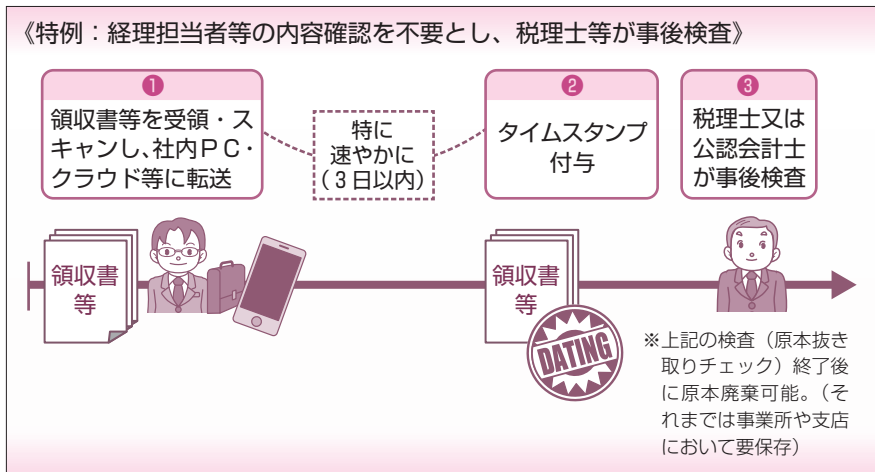 《特例：経理担当者等の内容確認を不要とし、税理士等が事後検査》
❶
領収書等を受領・ス
キャンし、社内ＰＣ・
クラウド等に転送
特に
速やかに
（３日以内）
❷
タイムスタンプ
付与
❸
税理士又は
公認会計士
が事後検査
領収書
等
領収書
等
DATING
※上記の検査（原本抜き
取りチェック）終了後
に原本廃棄可能。（そ
れまでは事業所や支店
において要保存）